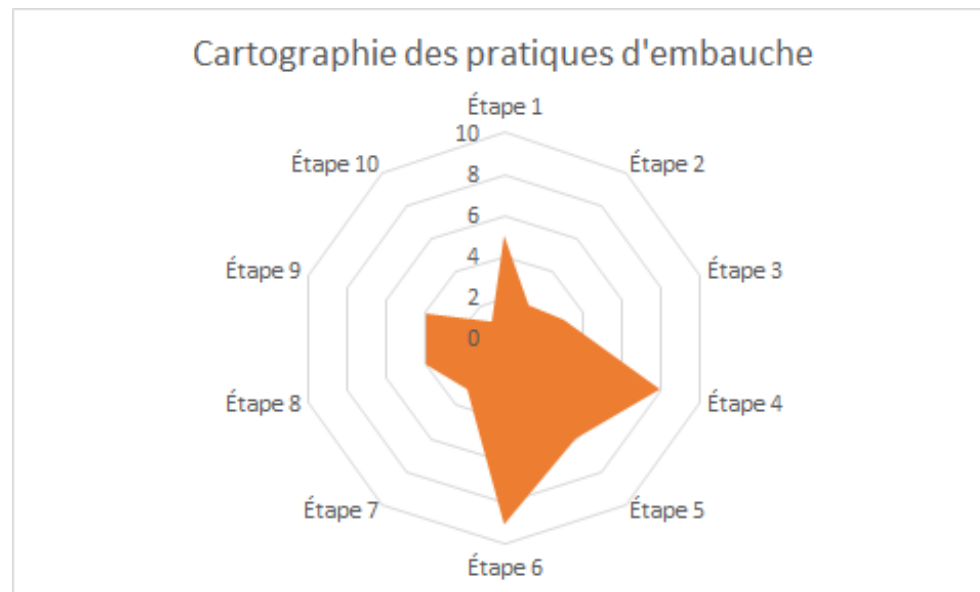 Cartographie des pratiques d'embauche
Étape 1
10
Étape 10
Étape 2
8
6
Étape 9
4
Étape 3
2
0
Étape 8
Étape 4
Étape 7
Étape 5
Étape 6